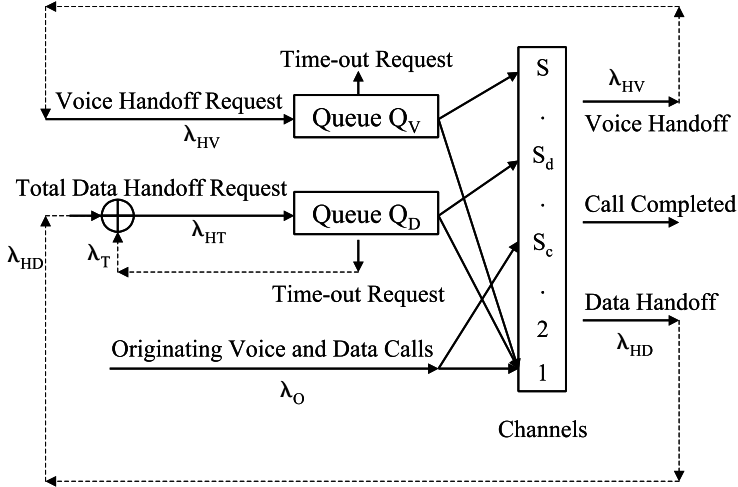 Time-out Request
S
λHV
Voice Handoff Request
Queue QV
.
Voice Handoff
λHV
Sd
Total Data Handoff Request
Queue QD
.
Call Completed
λHD
λT
λHT
Sc
Time-out Request
.
Data Handoff
2
λHD
Originating Voice and Data Calls
1
λO
Channels